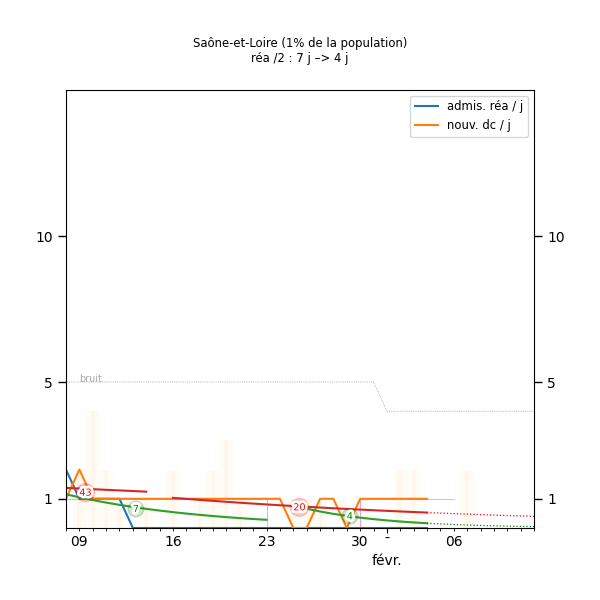 Saône-et-Loire (1% de la population)
réa /2 : 7 j –> 4 j
admis. réa / j
nouv. dc / j
10
10
bruit
5
5
43
7
20
4
1
1
09
16
23
30
-
06
févr.